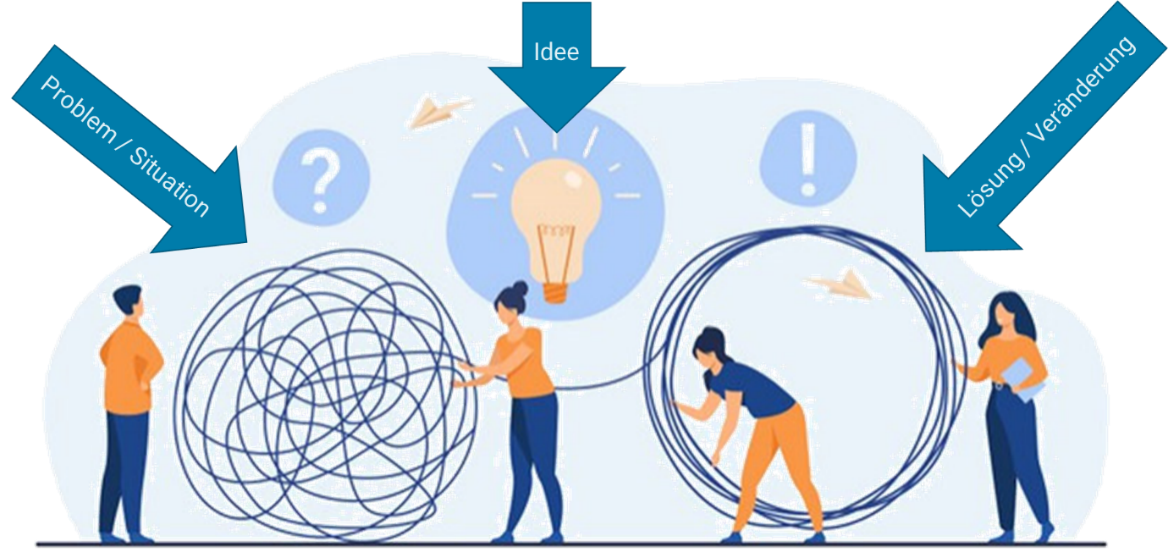 Problem / Situation
Idee
Lösung / Veränderung
?
!